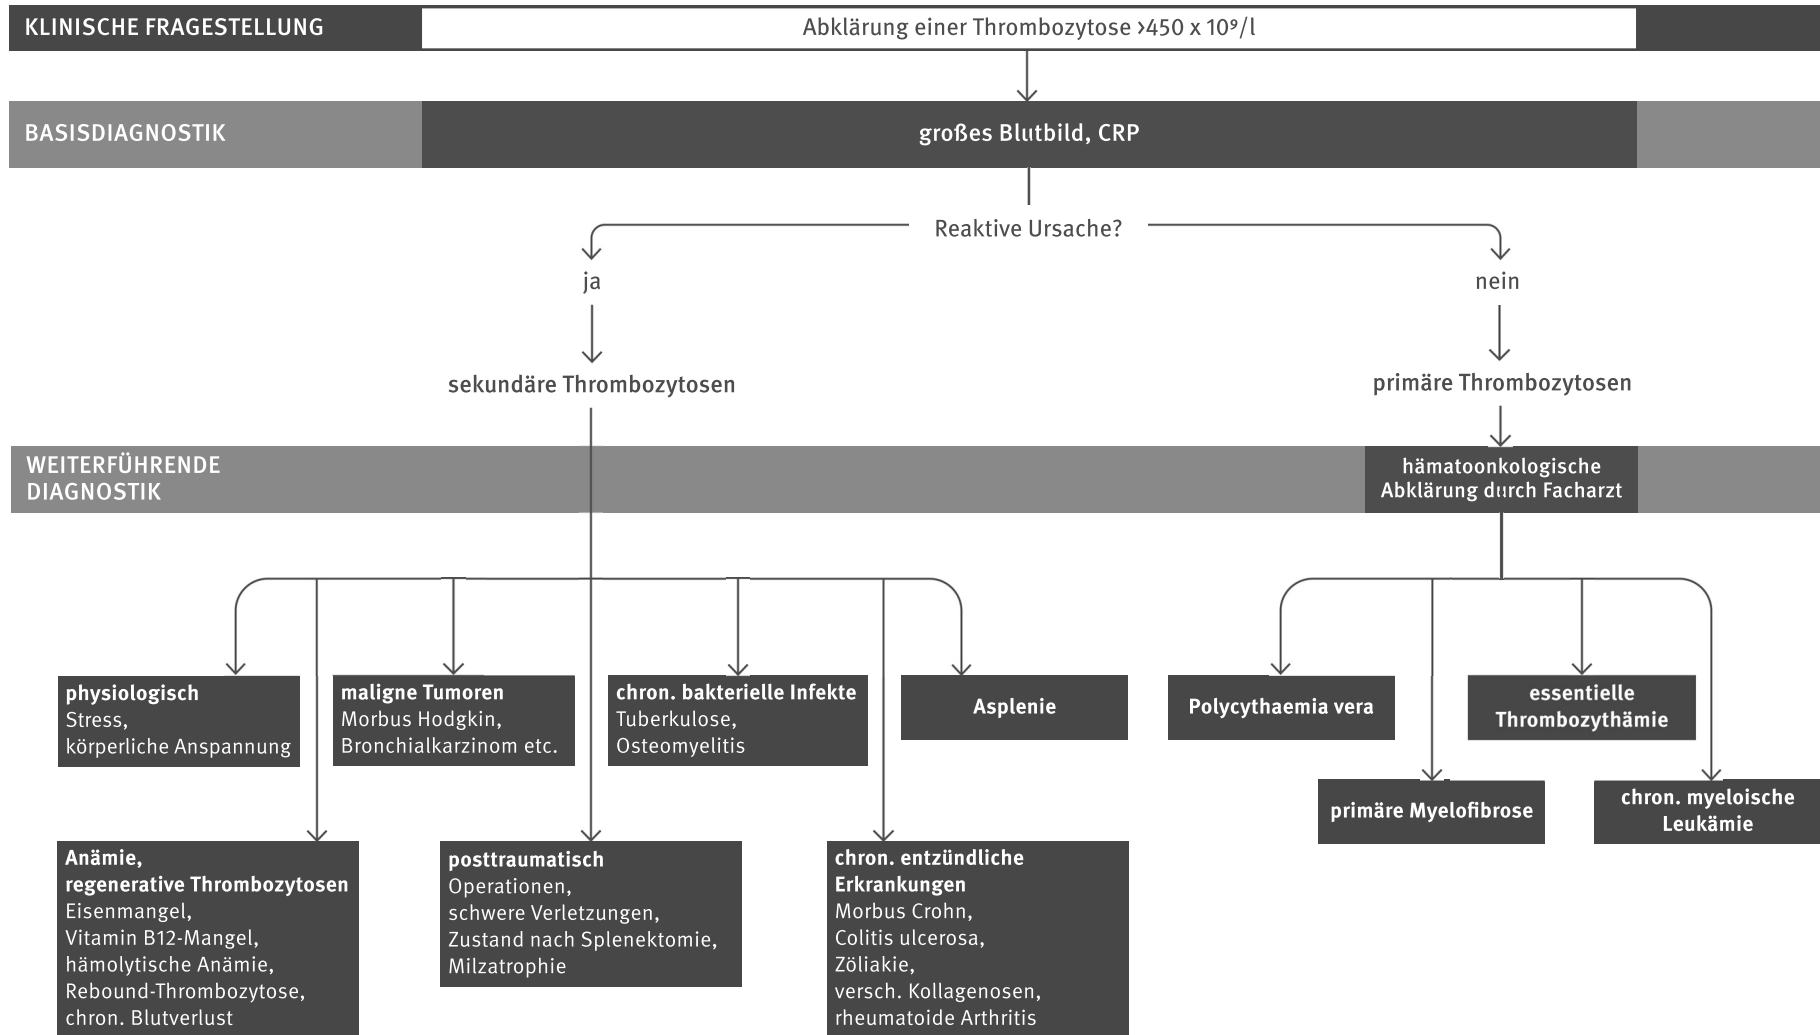 KLINISCHE FRAGESTELLUNG
Abklärung einer Thrombozytose >450 x 10⁹/l
BASISDIAGNOSTIK
großes Blutbild, CRP
Reaktive Ursache?
ja
nein
sekundäre Thrombozytosen
primäre Thrombozytosen
WEITERFÜHRENDE
DIAGNOSTIK
hämatoonkologische
Abklärung durch Facharzt
physiologisch
Stress,
körperliche Anspannung
maligne Tumoren
Morbus Hodgkin,
Bronchialkarzinom etc.
chron. bakterielle Infekte
Tuberkulose,
Osteomyelitis
Asplenie
Polycythaemia vera
essentielle
Thrombozythämie
primäre Myelofibrose
chron. myeloische
Leukämie
Anämie,
regenerative Thrombozytosen
Eisenmangel,
Vitamin B12-Mangel,
hämolytische Anämie,
Rebound-Thrombozytose,
chron. Blutverlust
posttraumatisch
Operationen,
schwere Verletzungen,
Zustand nach Splenektomie,
Milzatrophie
chron. entzündliche
Erkrankungen
Morbus Crohn,
Colitis ulcerosa,
Zöliakie,
versch. Kollagenosen,
rheumatoide Arthritis